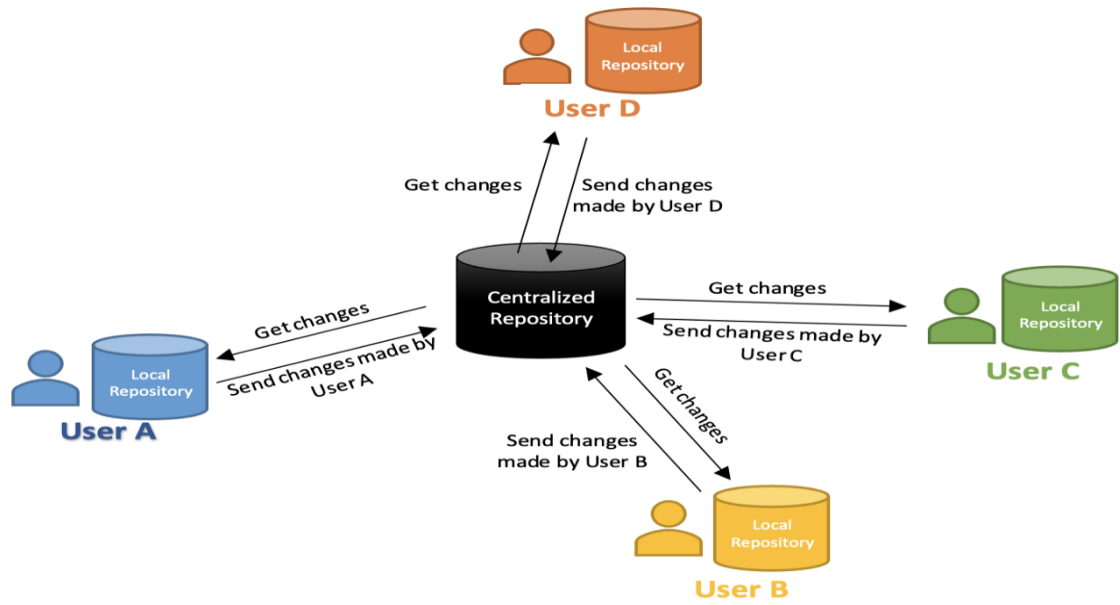 Local
Repository
User D
Get changes
Send changes
made by User D
Centralized
Repository
Get changes
Send changes made by
User C
Local
Repository
User C
Get changes
Send changes made by
User A
Local
Repository
User A
Get changes
Send changes
made by User B
Local
Repository
User B